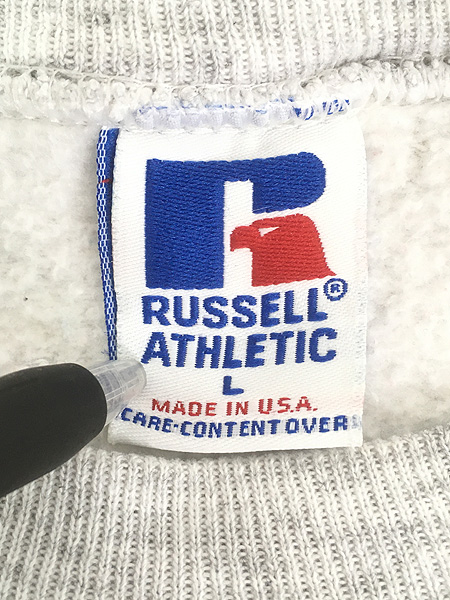 RUSSELL®
ATHLETIC
L
MADE IN U.S.A.
CARE-CONTENT OVER